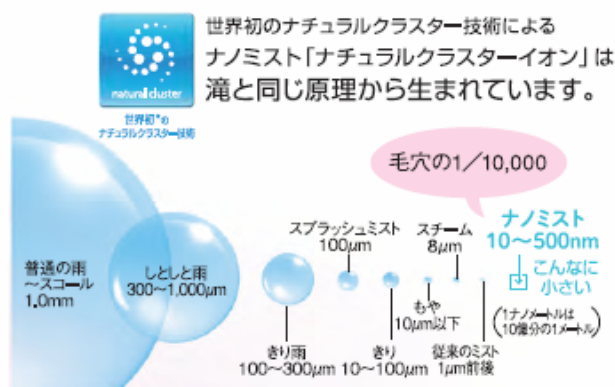 世界初のナチュラルクラスター技術による
ナノミスト「ナチュラルクラスターイオン」は
滝と同じ原理から生まれています。
natural cluster
世界初*の
ナチュラルクラスター技術
毛穴の1/10,000
ナノミスト
10～500nm
こんなに
小さい
(1ナノメートルは
10億分の1メートル)
スチーム
8μm
スプラッシュミスト
100μm
普通の雨
～スコール
1.0mm
しとしと雨
300～1,000μm
もや
10μm以下
きり雨
100～300μm
きり
10～100μm
従来のミスト
1μm前後